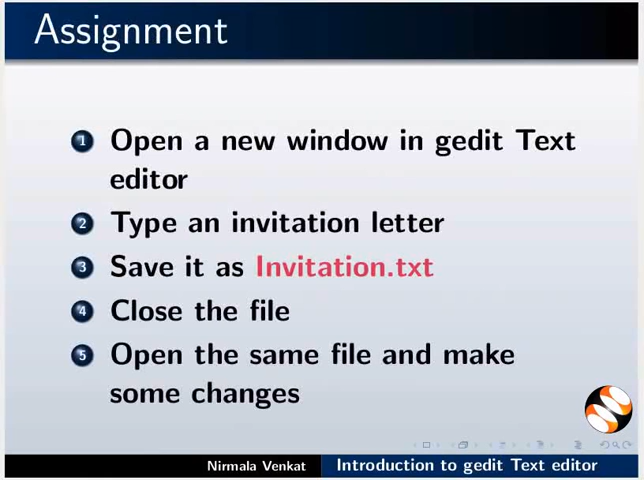 Assignment
1 Open a new window in gedit Text
editor
2 Type an invitation letter
3 Save it as Invitation.txt
4 Close the file
5 Open the same file and make
some changes
Nirmala Venkat Introduction to gedit Text editor